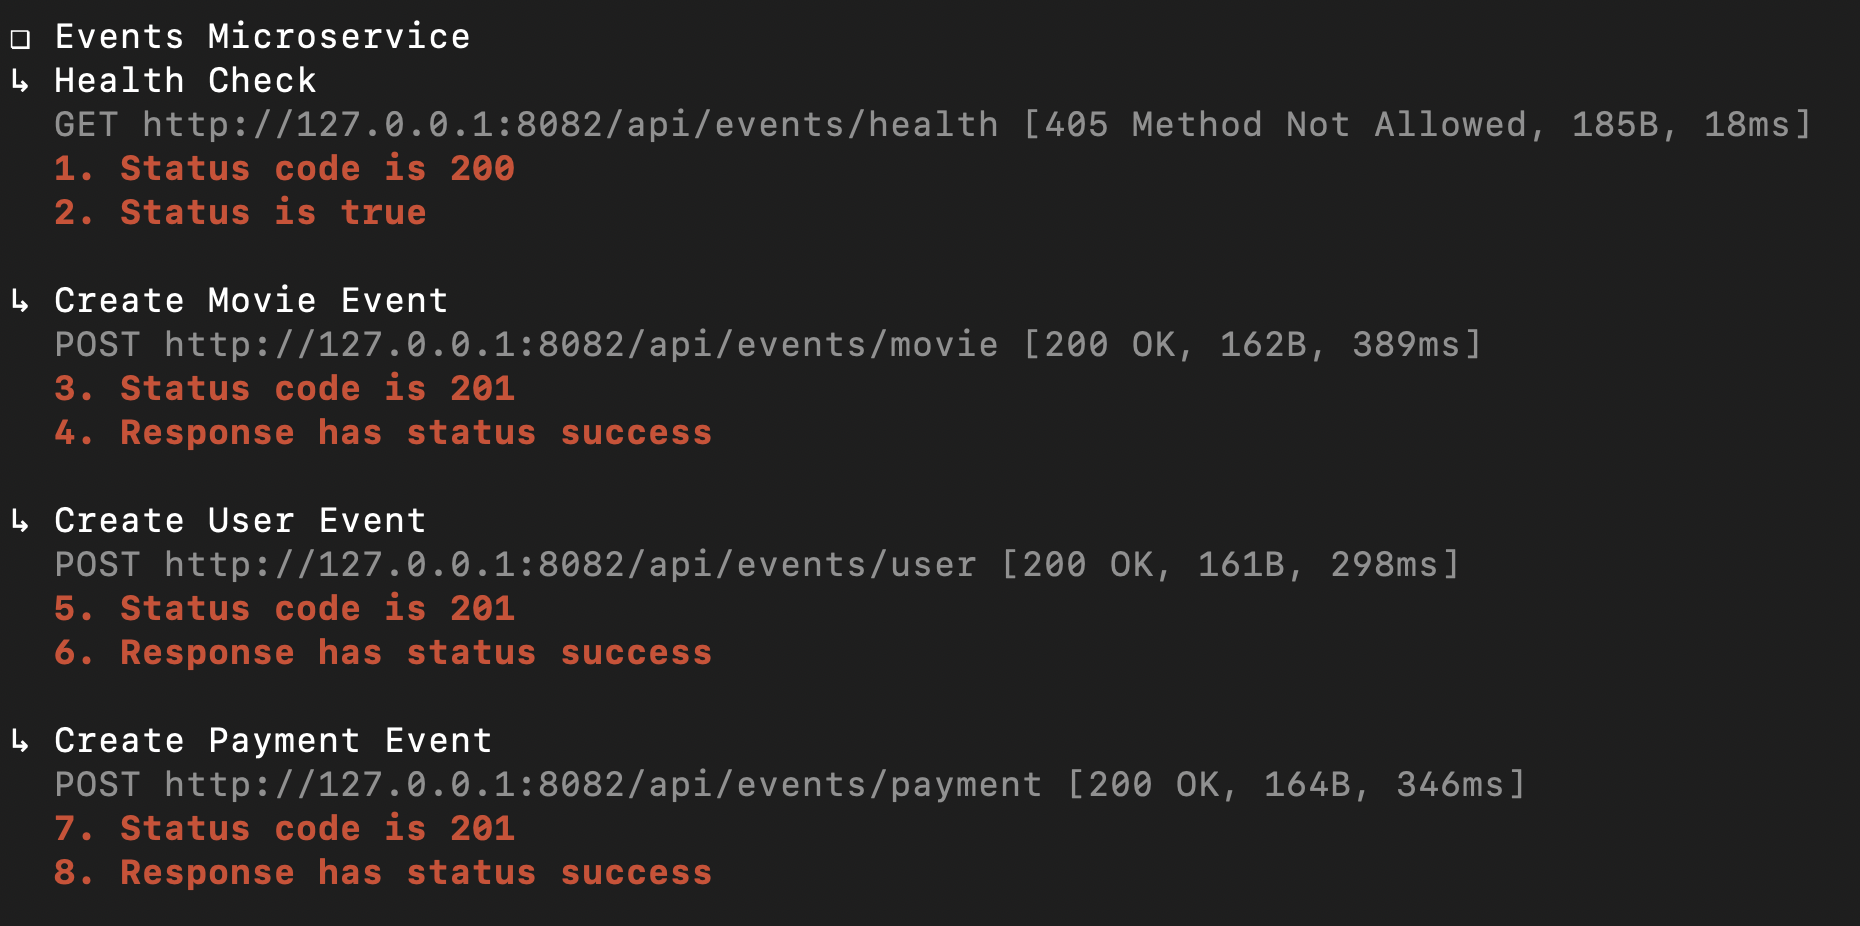 ❏ Events Microservice
↳ Health Check
GET http://127.0.0.1:8082/api/events/health [405 Method Not Allowed, 185B, 18ms]
1. Status code is 200
2. Status is true
↳ Create Movie Event
POST http://127.0.0.1:8082/api/events/movie [200 OK, 162B, 389ms]
3. Status code is 201
4. Response has status success
↳ Create User Event
POST http://127.0.0.1:8082/api/events/user [200 OK, 161B, 298ms]
5. Status code is 201
6. Response has status success
↳ Create Payment Event
POST http://127.0.0.1:8082/api/events/payment [200 OK, 164B, 346ms]
7. Status code is 201
8. Response has status success